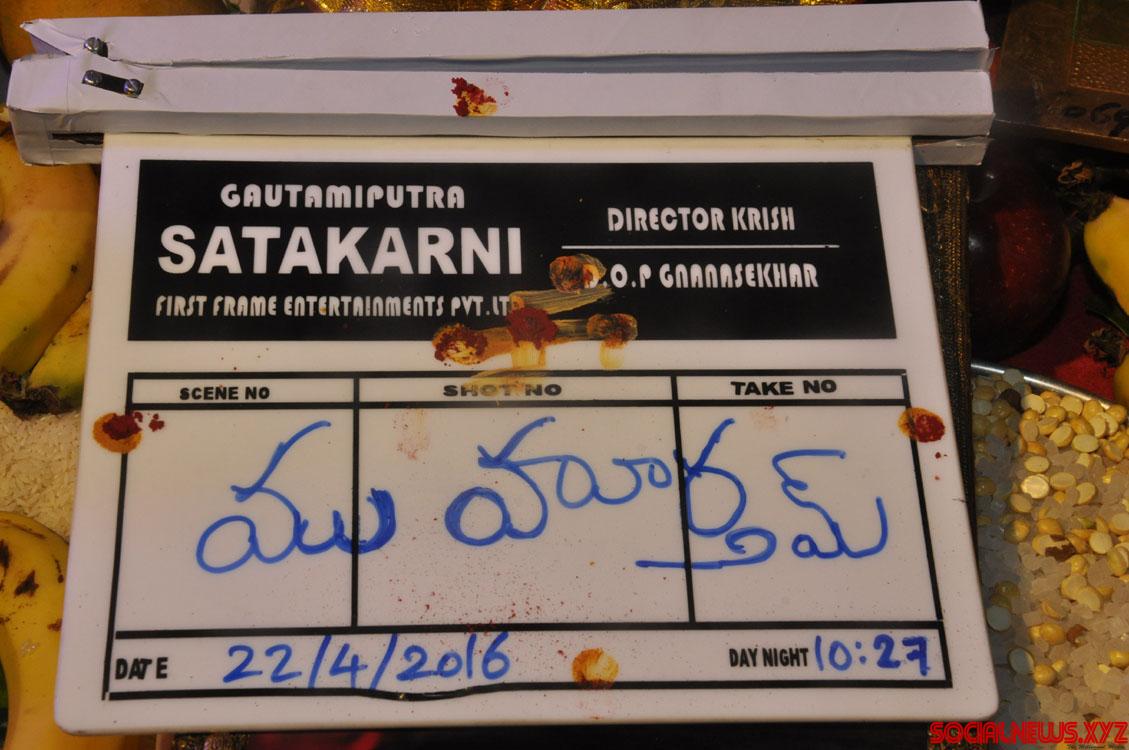 GAUTAMIPUTRA
SATAKARNI
FIRST FRAME ENTERTAINMENTS PVT.LTD
DIRECTOR KRISH
D.O.P GNANASEKHAR
SCENE NO SHOT NO TAKE NO
ముహూర్తమ్
DATE 22/4/2016 DAY NIGHT 10:27
SOCIALNEWS.XYZ